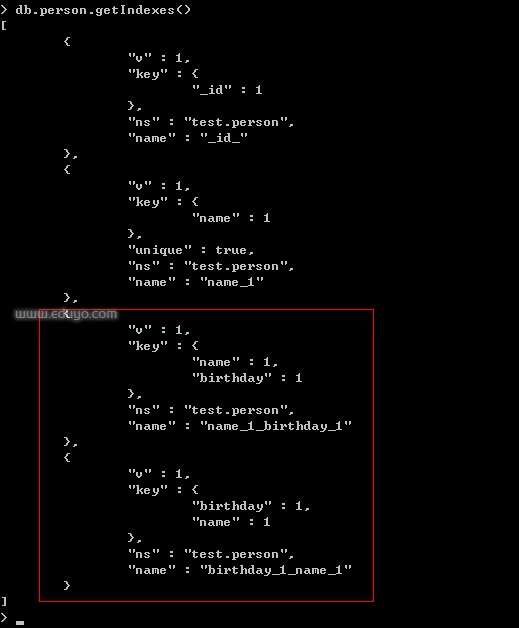 > db.person.getIndexes()
[
{
"v" : 1,
"key" : {
"_id" : 1
},
"ns" : "test.person",
"name" : "_id_"
},
{
"v" : 1,
"key" : {
"name" : 1
},
"unique" : true,
"ns" : "test.person",
"name" : "name_1"
},
www.eduyo.com
{
"v" : 1,
"key" : {
"name" : 1,
"birthday" : 1
},
"ns" : "test.person",
"name" : "name_1_birthday_1"
},
{
"v" : 1,
"key" : {
"birthday" : 1,
"name" : 1
},
"ns" : "test.person",
"name" : "birthday_1_name_1"
}
]
> _